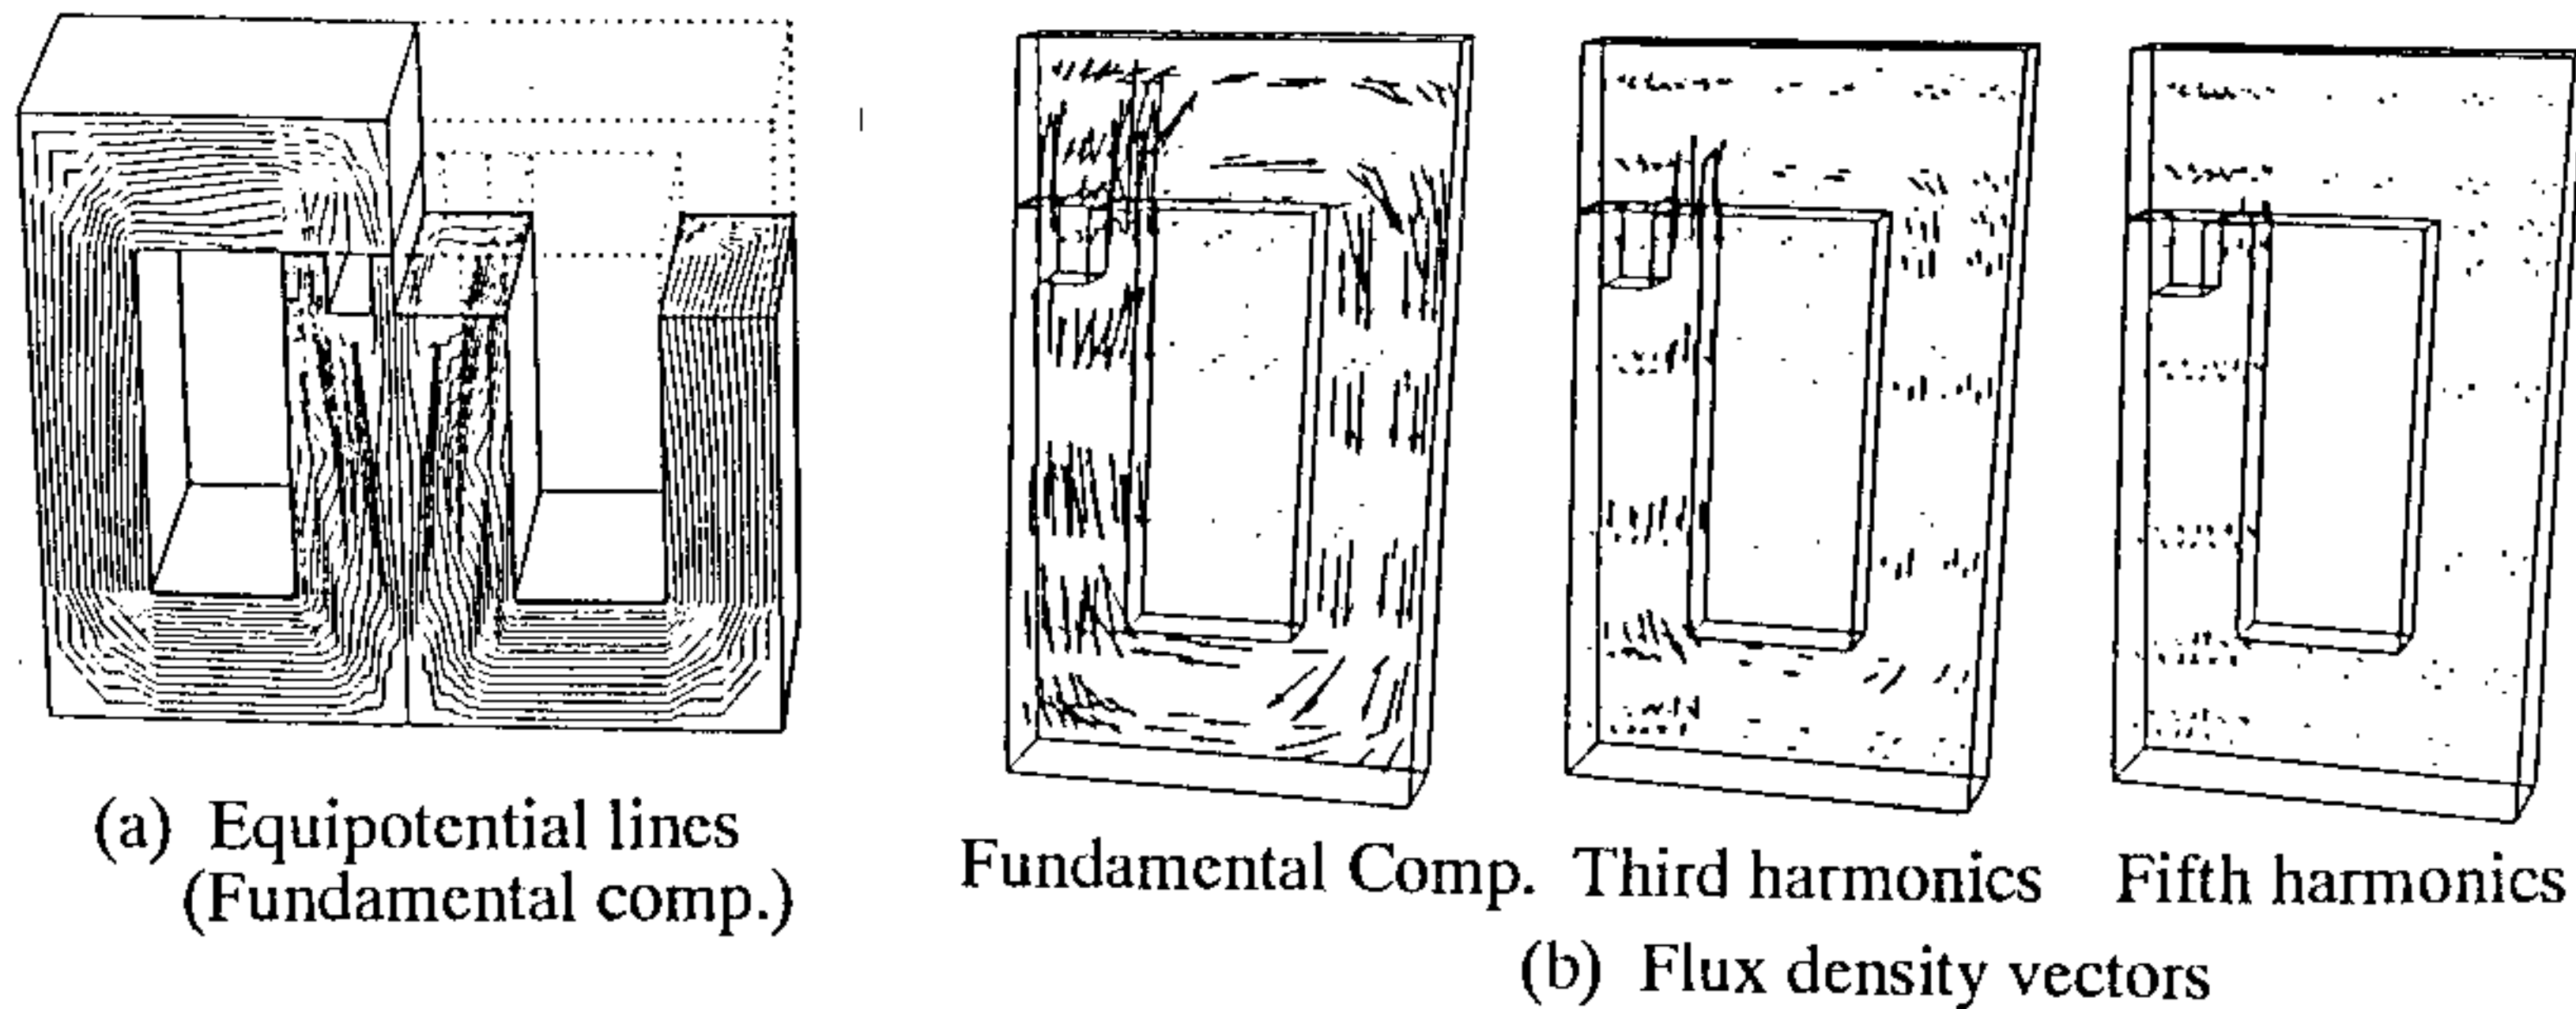 (a) Equipotential lines
(Fundamental comp.)
Fundamental Comp. Third harmonics Fifth harmonics
(b) Flux density vectors